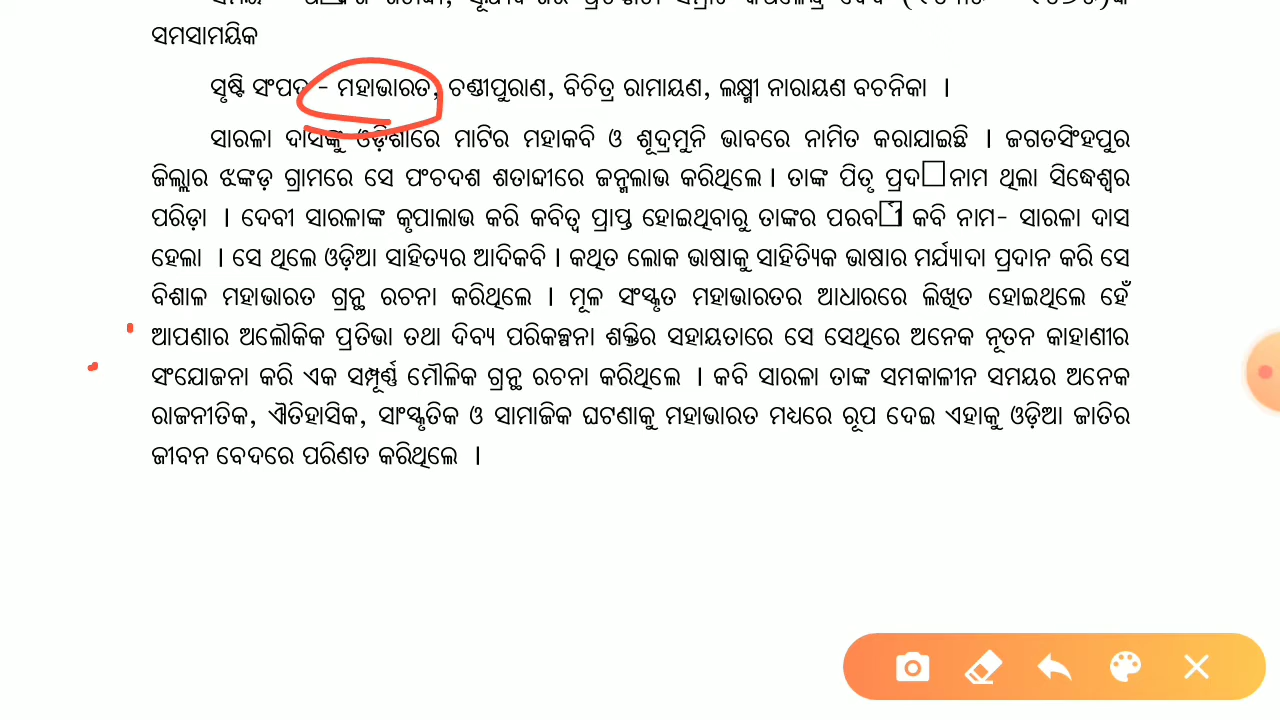 ସମସାମୟିକ
ସୃଷ୍ଟି ସଂପଦ - ମହାଭାରତ, ଚଣ୍ଡୀପୁରାଣ, ବିଚିତ୍ର ରାମାୟଣ, ଲକ୍ଷ୍ମୀ ନାରାୟଣ ବଚନିକା ।
ସାରଳା ଦାସଙ୍କୁ ଓଡ଼ିଶାରେ ମାଟିର ମହାକବି ଓ ଶୂଦ୍ରମୁନି ଭାବରେ ନାମିତ କରାଯାଇଛି । ଜଗତସିଂହପୁର
ଜିଲ୍ଲାର ଝଙ୍କଡ଼ ଗ୍ରାମରେ ସେ ପଂଚଦଶ ଶତାବ୍ଦୀରେ ଜନ୍ମଲାଭ କରିଥିଲେ । ତାଙ୍କ ପିତୃ ନାମ ଥିଲା ସିଦ୍ଧେଶ୍ୱର
ପରିଡ଼ା । ଦେବୀ ସାରଳାଙ୍କ କୃପାଲାଭ କରି କବିତ୍ୱ ପ୍ରାପ୍ତ ହୋଇଥିବାରୁ ତାଙ୍କର କବି ନାମ- ସାରଳା ଦାସ
ହେଲା । ସେ ଥିଲେ ଓଡ଼ିଆ ସାହିତ୍ୟର ଆଦିକବି । କଥିତ ଲୋକ ଭାଷାକୁ ସାହିତ୍ୟିକ ଭାଷାର ମର୍ଯ୍ୟାଦା ପ୍ରଦାନ କରି ସେ
ବିଶାଳ ମହାଭାରତ ଗ୍ରନ୍ଥ ରଚନା କରିଥିଲେ । ମୂଳ ସଂସ୍କୃତ ମହାଭାରତର ଆଧାରରେ ଲିଖିତ ହୋଇଥିଲେ ହେଁ
ଆପଣାର ଅଲୌକିକ ପ୍ରତିଭା ତଥା ଦିବ୍ୟ ପରିକଳ୍ପନା ଶକ୍ତିର ସହାୟତାରେ ସେ ସେଥିରେ ଅନେକ ନୂତନ କାହାଣୀର
ସଂଯୋଜନା କରି ଏକ ସମ୍ପୂର୍ଣ୍ଣ ମୌଳିକ ଗ୍ରନ୍ଥ ରଚନା କରିଥିଲେ । କବି ସାରଳା ତାଙ୍କ ସମକାଳୀନ ସମୟର ଅନେକ
ରାଜନୀତିକ, ଐତିହାସିକ, ସାଂସ୍କୃତିକ ଓ ସାମାଜିକ ଘଟଣାକୁ ମହାଭାରତ ମଧ୍ୟରେ ରୂପ ଦେଇ ଏହାକୁ ଓଡ଼ିଆ ଜାତିର
ଜୀବନ ବେଦରେ ପରିଣତ କରିଥିଲେ ।